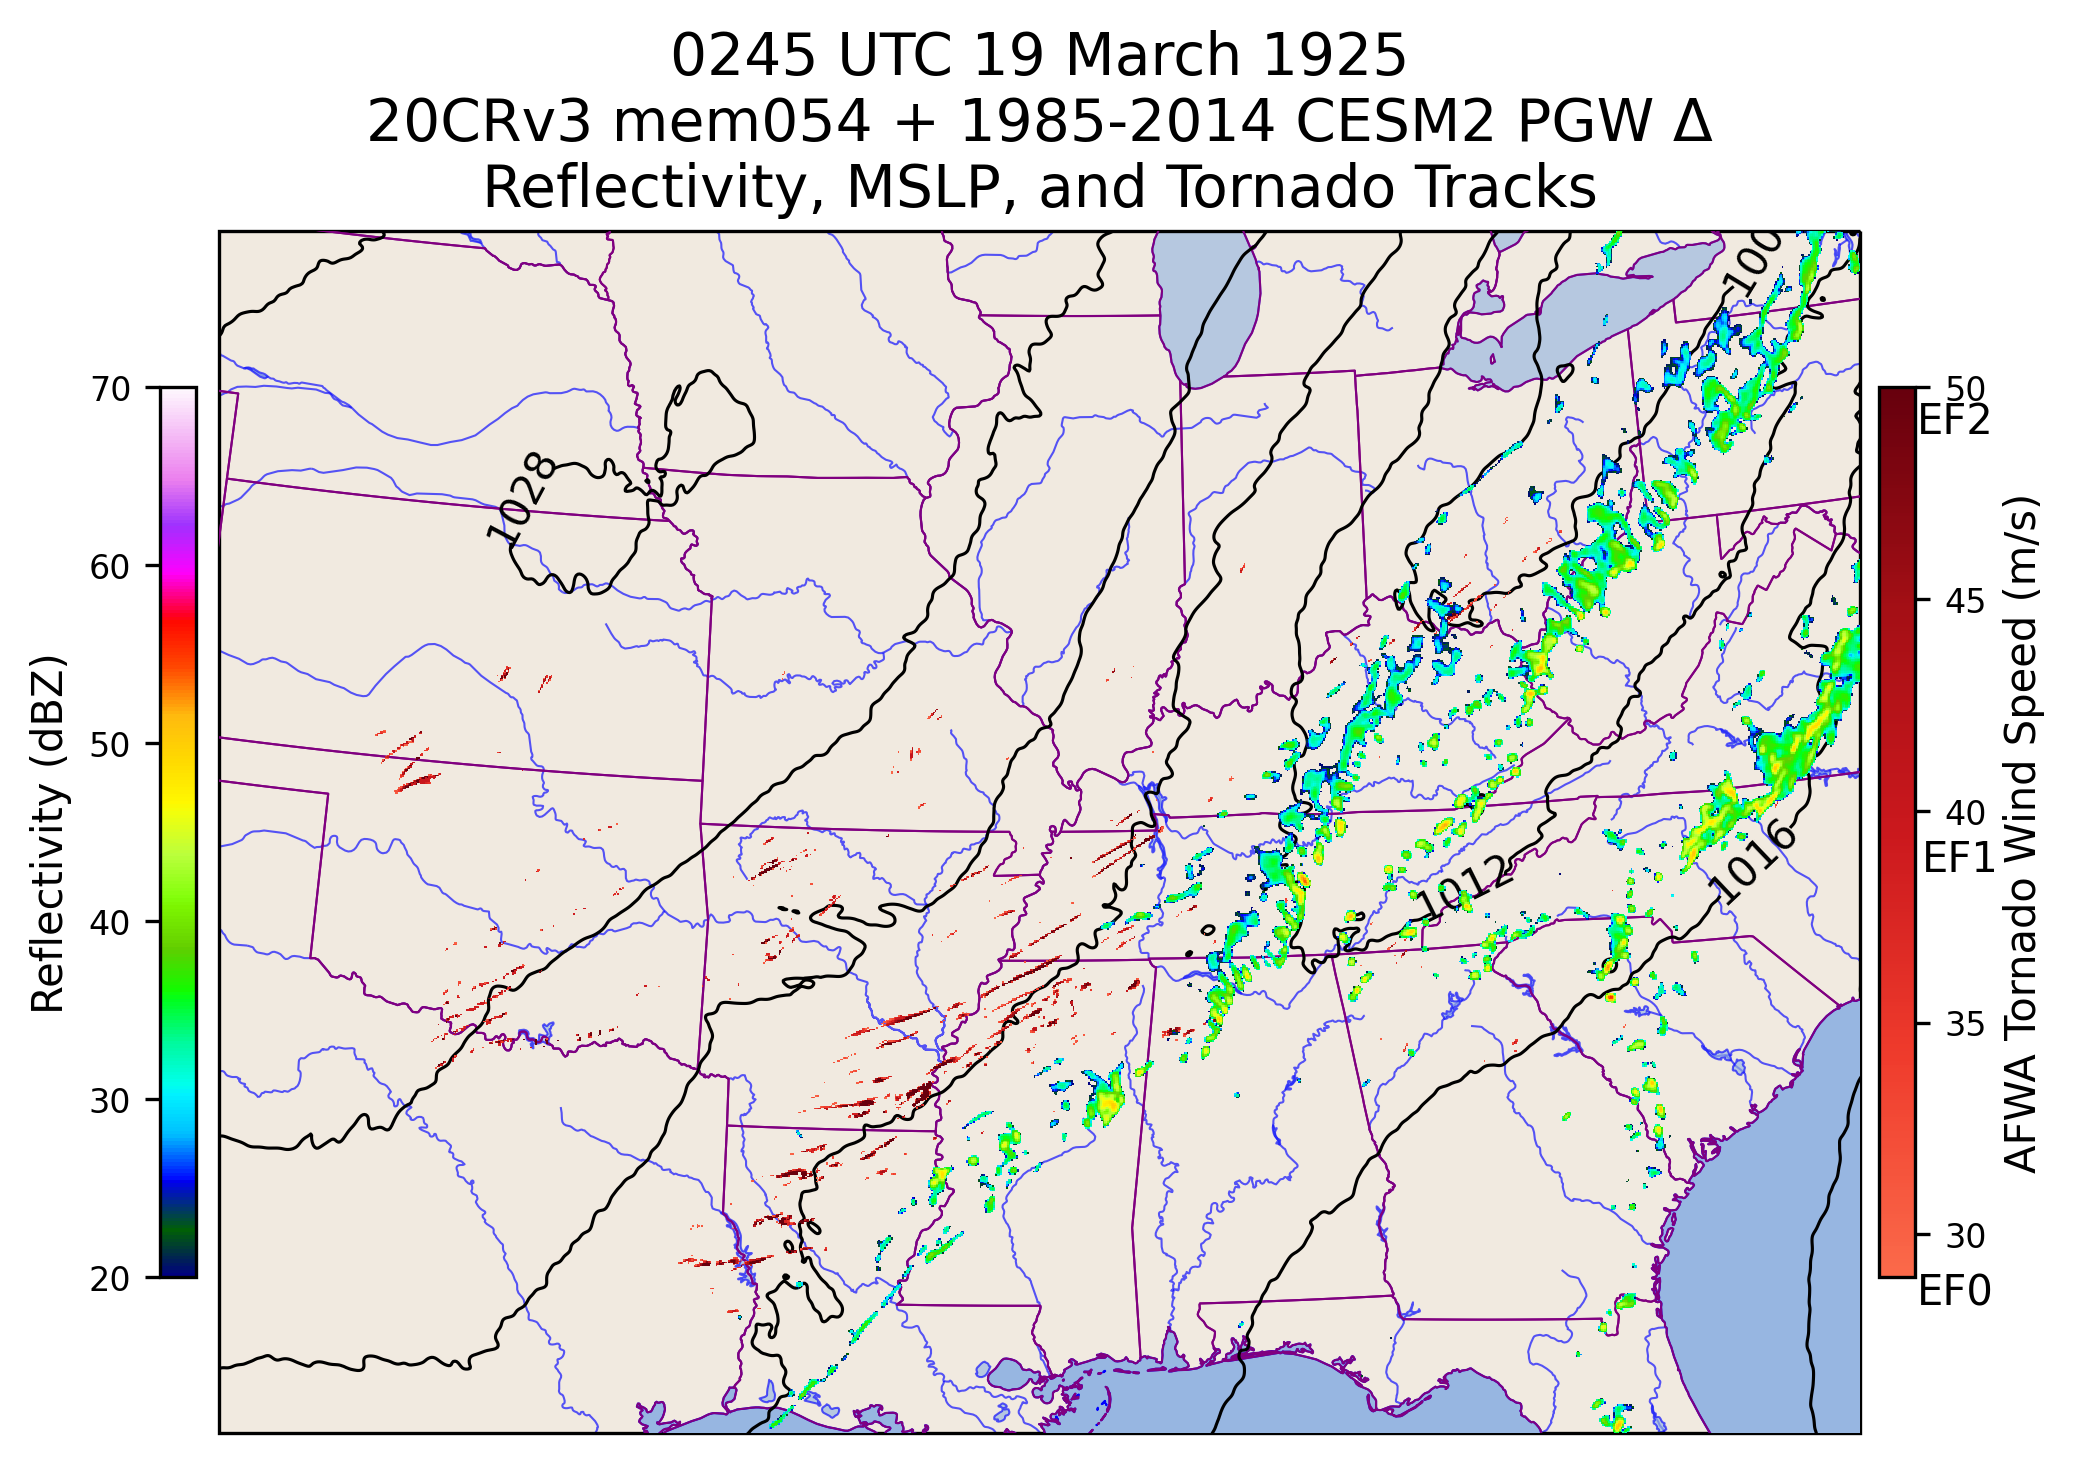 0245 UTC 19 March 1925
20CRv3 mem054 + 1985-2014 CESM2 PGW Δ
Reflectivity, MSLP, and Tornado Tracks
Reflectivity (dBZ)
70
60
50
40
30
20
100
1028
1012
1016
50
EF2
45
40
EF1
35
30
EF0
AFWA Tornado Wind Speed (m/s)